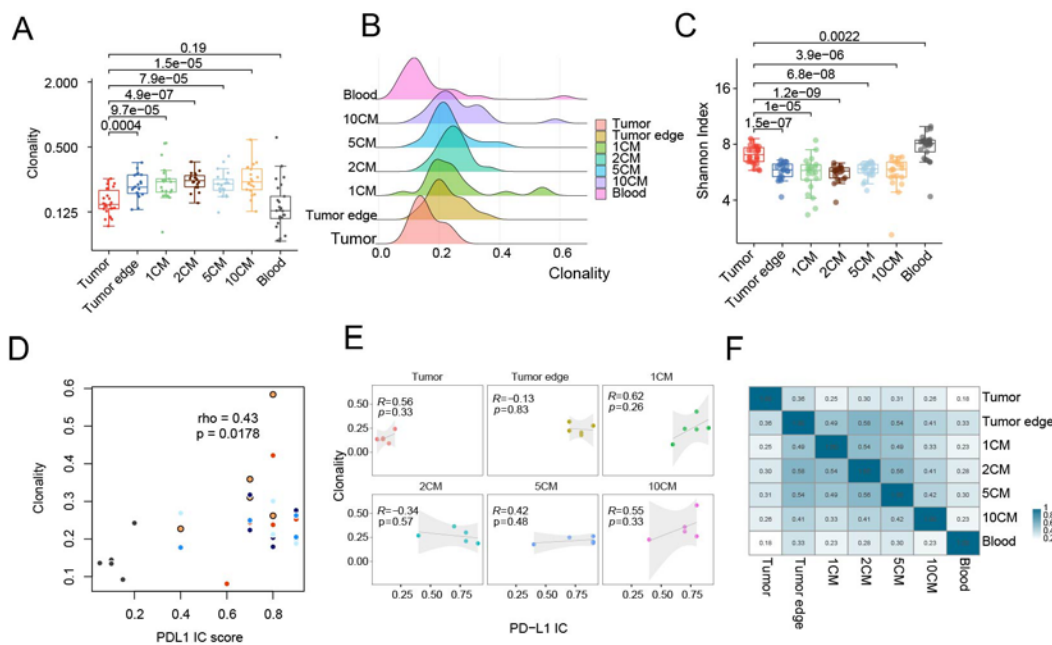 A
0.19
1.5e-05
7.9e-05
4.9e-07
9.7e-05
0.0004
2.000
0.500
0.125
Clonality
Tumor
Tumor edge
1CM
2CM
5CM
10CM
Blood
B
Blood
10CM
5CM
2CM
1CM
Tumor edge
Tumor
0.0
0.2
0.4
0.6
Clonality
Tumor
Tumor edge
1CM
2CM
5CM
10CM
Blood
C
0.0022
3.9e-06
6.8e-08
1.2e-09
1e-05
1.5e-07
16
8
4
Shannon Index
Tumor
Tumor edge
1CM
2CM
5CM
10CM
Blood
D
rho = 0.43
p = 0.0178
0.6
0.5
0.4
0.3
0.2
0.1
Clonality
0.2
0.4
0.6
0.8
PDL1 IC score
E
Tumor
Tumor edge
1CM
R=0.56
p=0.33
R=−0.13
p=0.83
R=0.62
p=0.26
0.50
0.25
0.00
Clonality
2CM
5CM
10CM
R=−0.34
p=0.57
R=0.42
p=0.48
R=0.55
p=0.33
0.50
0.25
0.00
0.25
0.50
0.75
0.25
0.50
0.75
0.25
0.50
0.75
PD−L1 IC
F
0.36 0.25 0.30 0.31 0.26 0.18 Tumor
0.36 0.49 0.58 0.54 0.41 0.33 Tumor edge
0.25 0.49 0.54 0.49 0.33 0.23 1CM
0.30 0.58 0.54 0.56 0.41 0.28 2CM
0.31 0.54 0.49 0.56 0.42 0.30 5CM
0.26 0.41 0.33 0.41 0.42 0.23 10CM
0.18 0.33 0.23 0.28 0.30 0.23 Blood
Tumor
Tumor edge
1CM
2CM
5CM
10CM
Blood
1
0.8
0.6
0.4
0.2